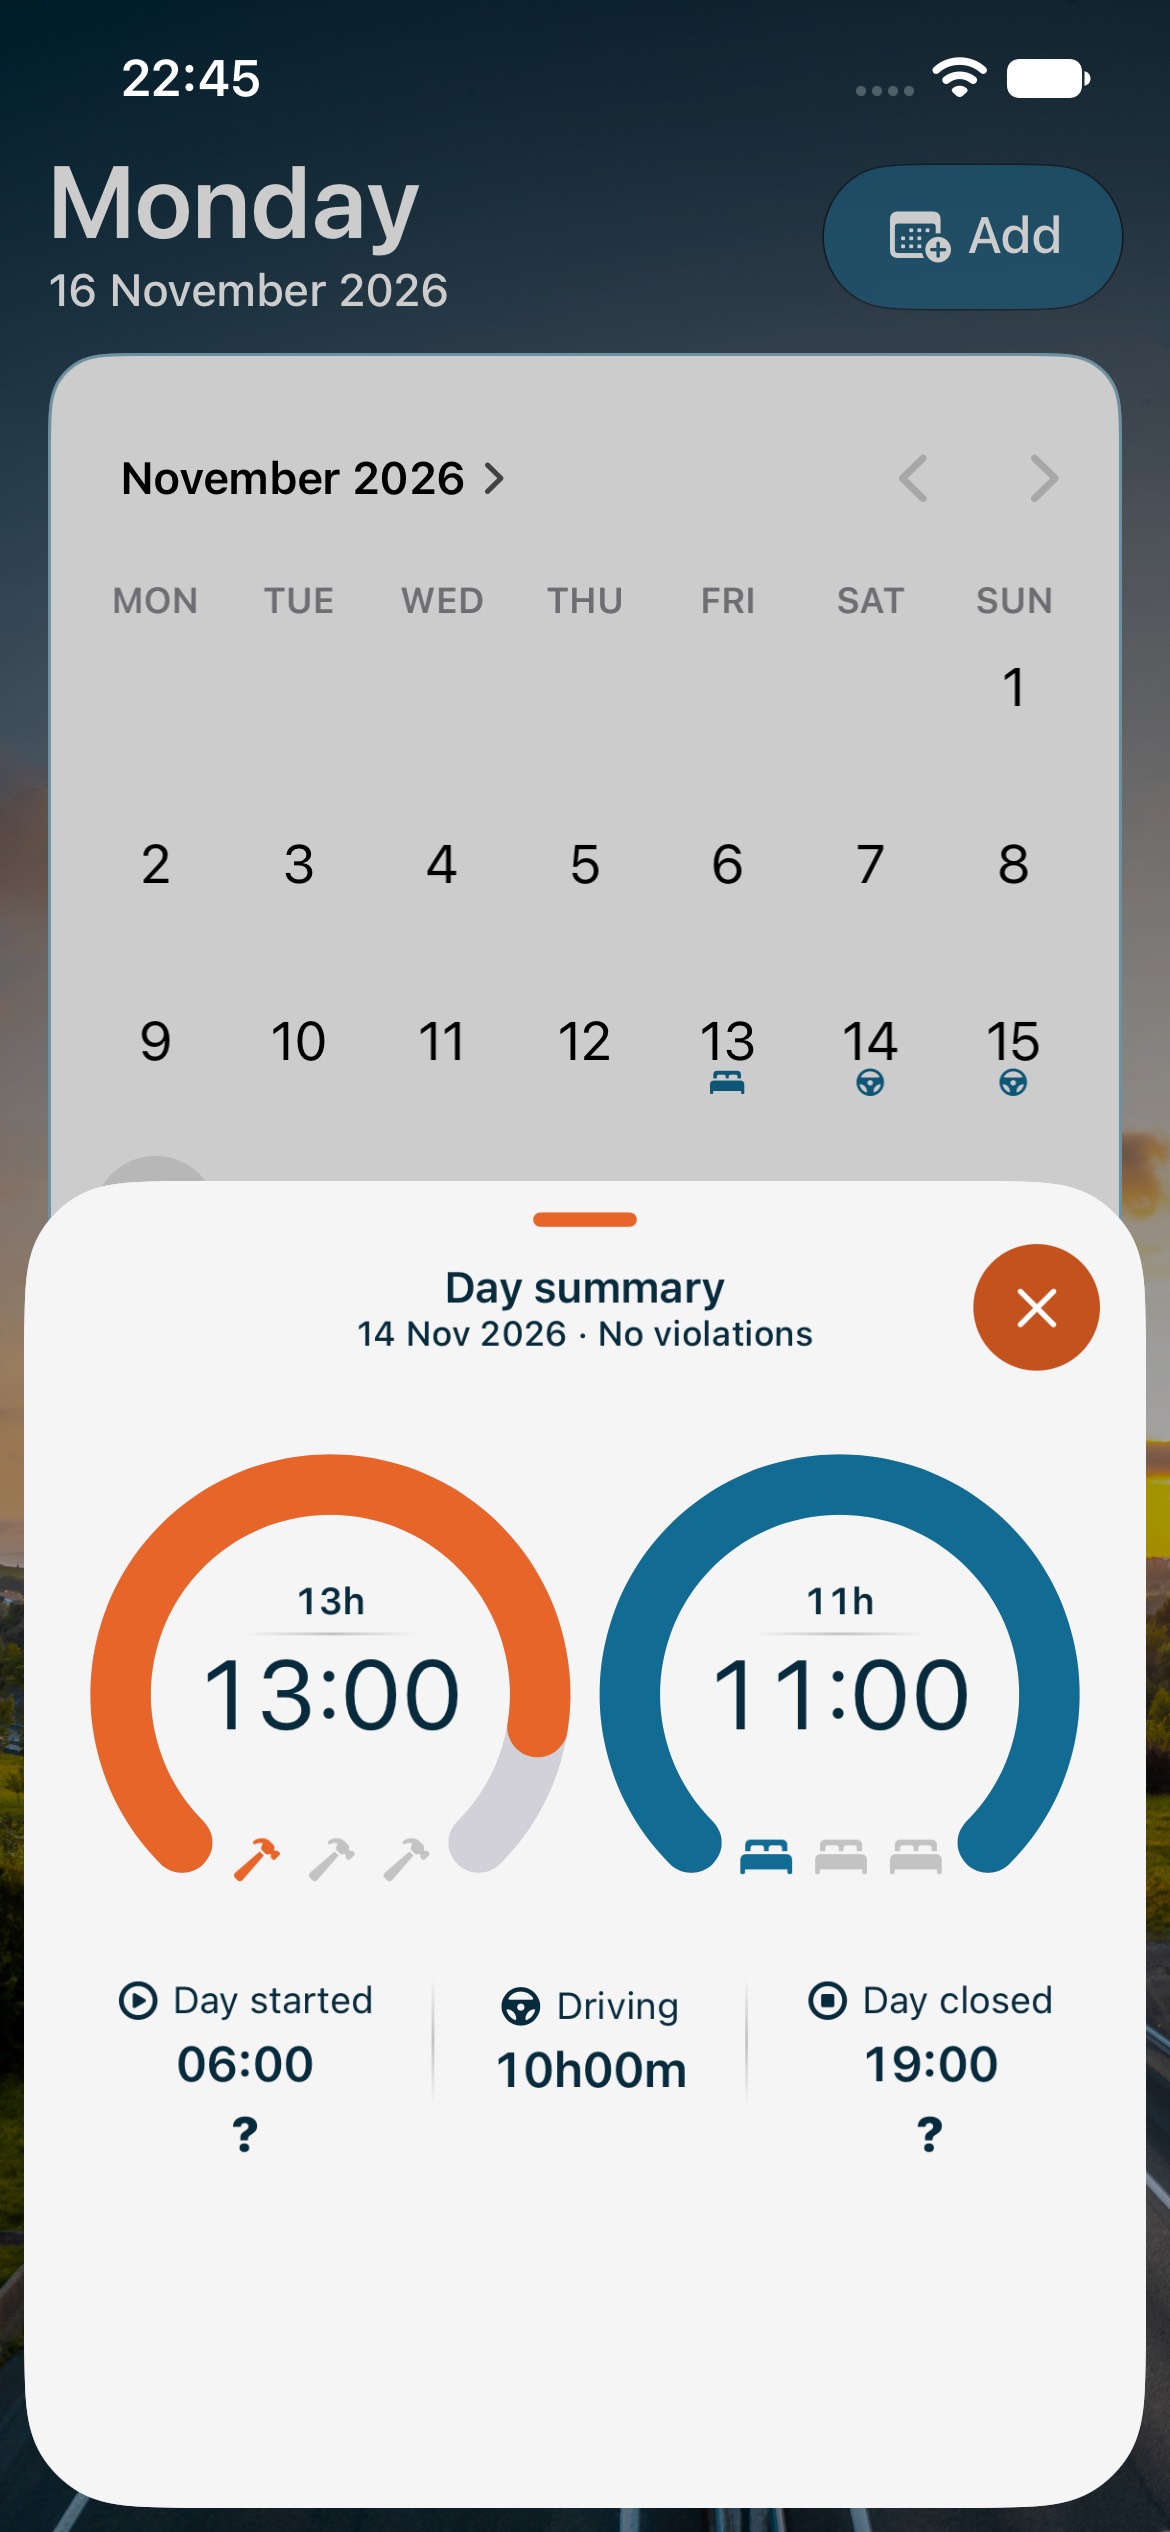 22:45
Monday
16 November 2026
Add
November 2026
MON TUE WED THU FRI SAT SUN
1
2 3 4 5 6 7 8
9 10 11 12 13 14 15
Day summary
14 Nov 2026 · No violations
13h 11h
13:00 11:00
Day started Driving Day closed
06:00 10h00m 19:00
? ?